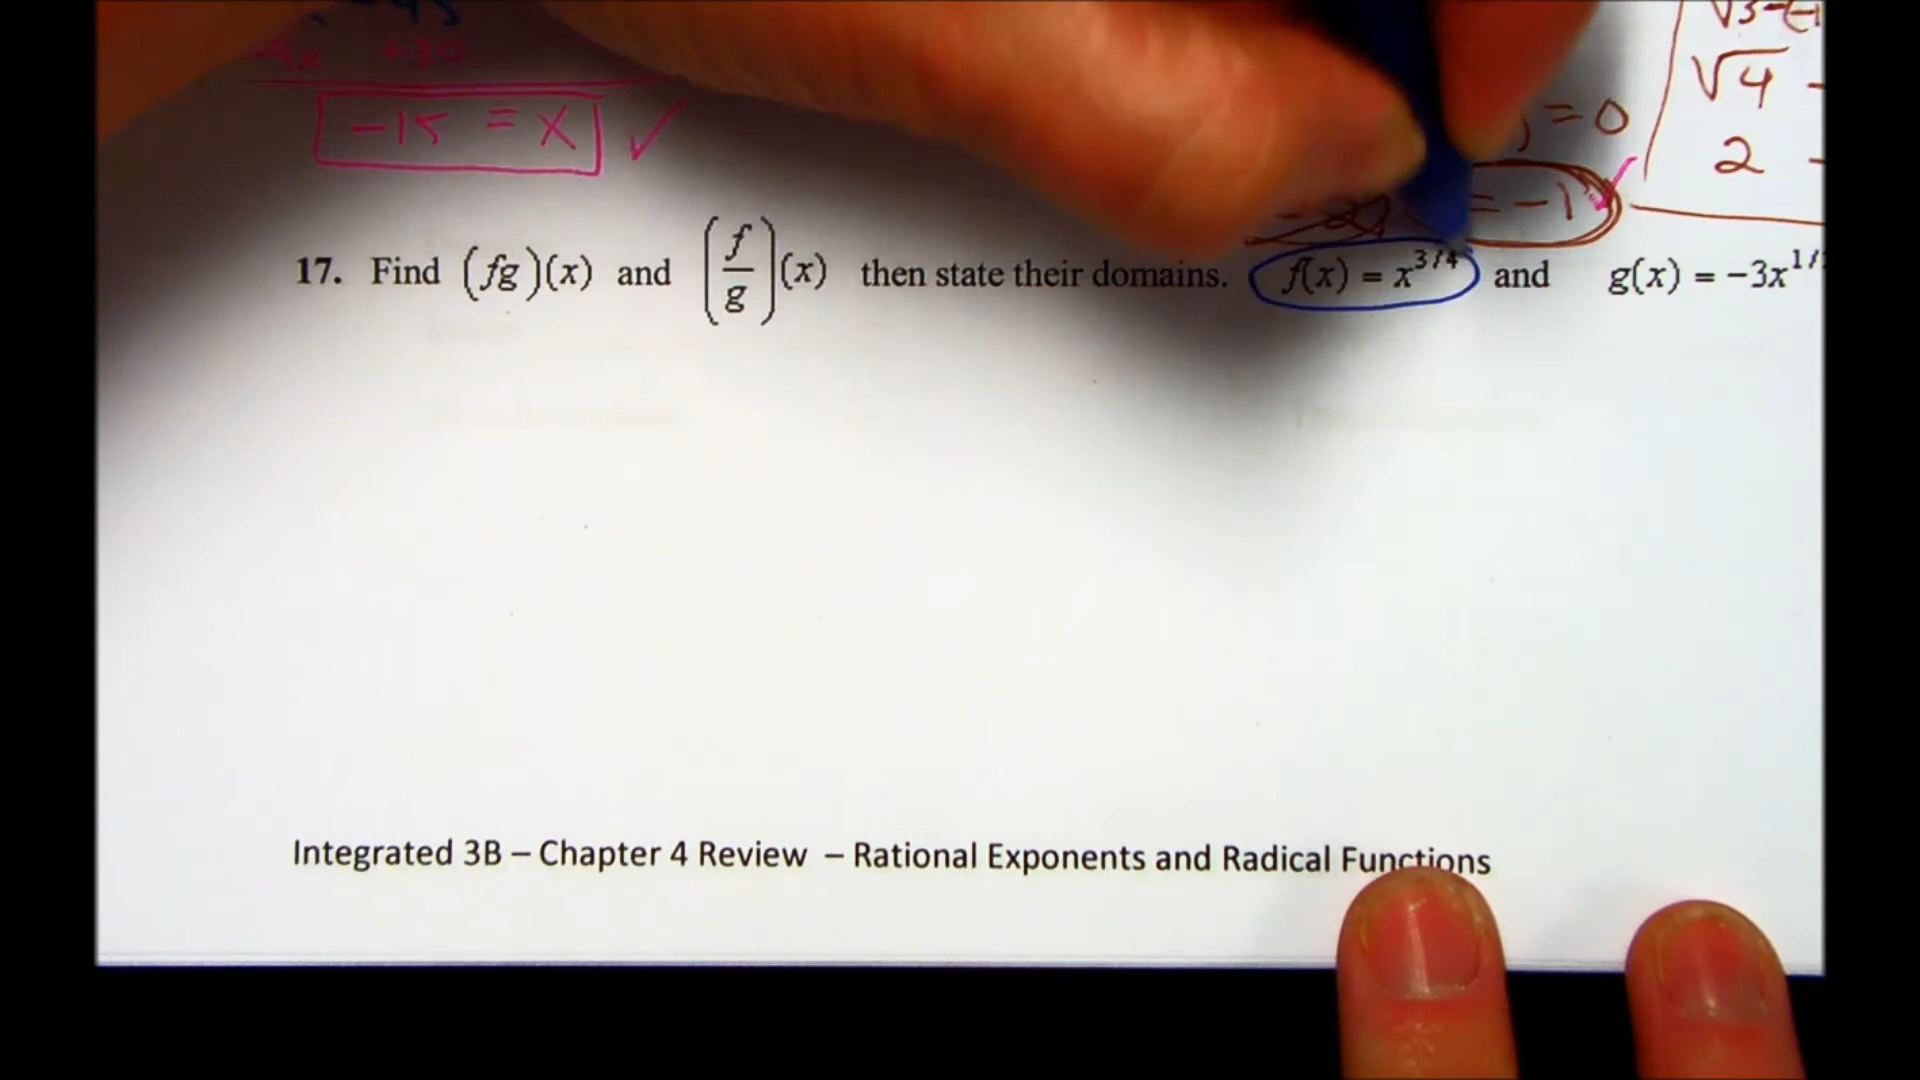 -15 = x ✓
√4 -
= 0
2 -
= -1
17. Find (fg)(x) and (f/g)(x) then state their domains. f(x) = x^3/4 and g(x) = -3x^1/
Integrated 3B – Chapter 4 Review – Rational Exponents and Radical Functions